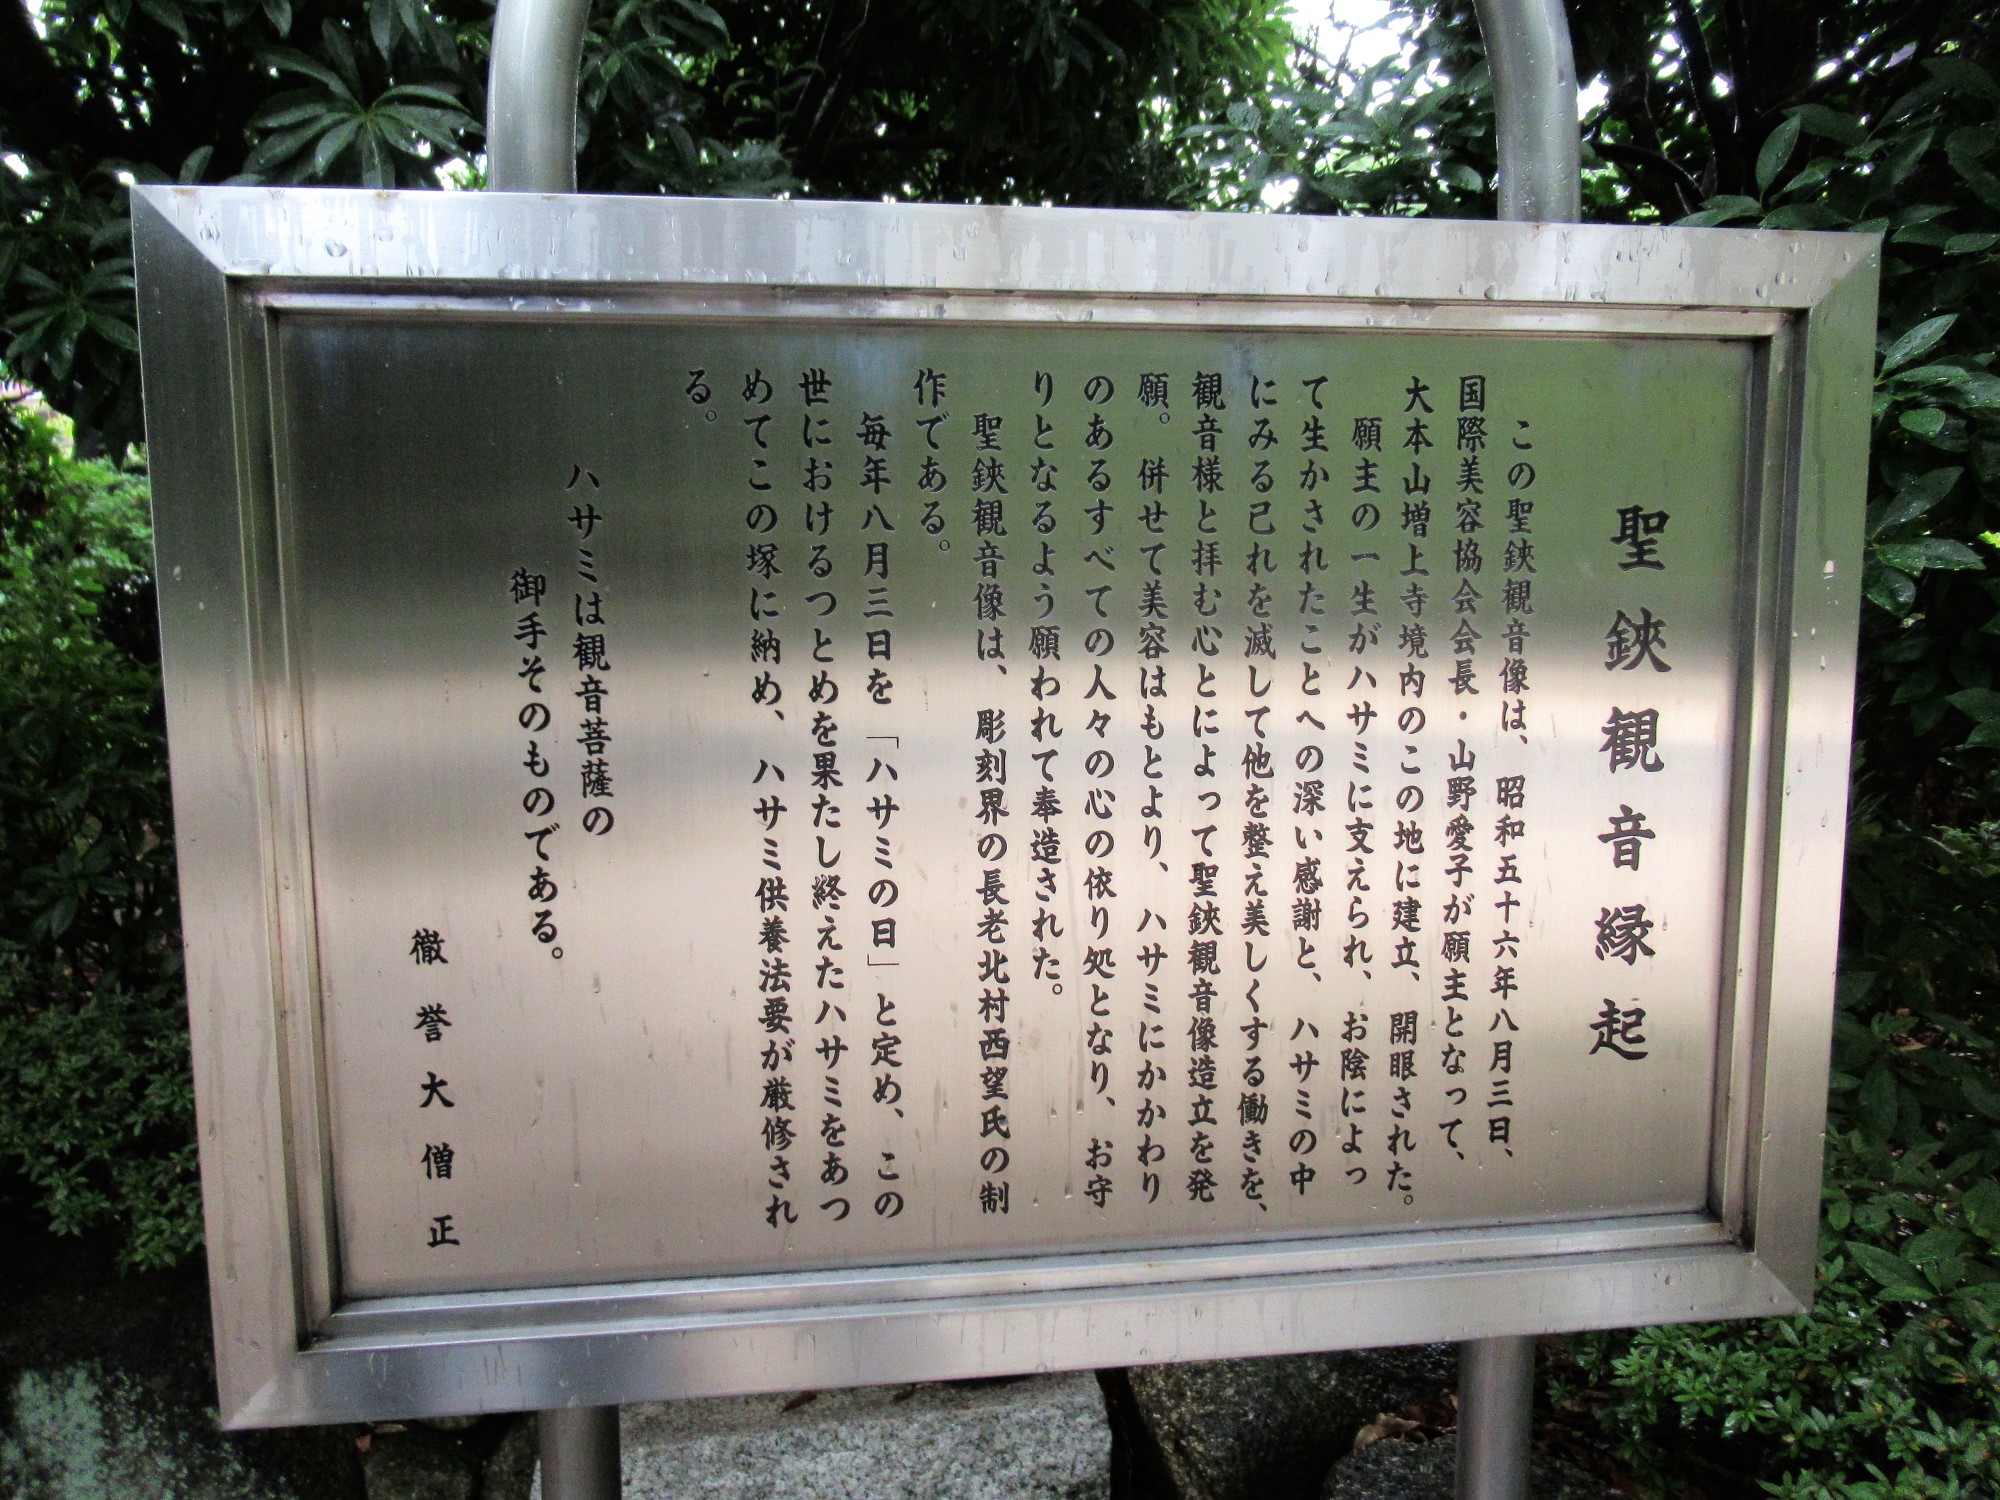 聖鋏観音縁起
この聖鋏観音像は、昭和五十六年八月三日、
国際美容協会会長・山野愛子が願主となって、
大本山増上寺境内のこの地に建立、開眼された。
願主の一生がハサミに支えられ、お陰によっ
て生かされたことへの深い感謝と、ハサミの中
にみる己れを滅して他を整え美しくする働きを、
観音様と拝む心とによって聖鋏観音像造立を発
願。併せて美容はもとより、ハサミにかかわり
のあるすべての人々の心の依り処となり、お守
りとなるよう願われて奉造された。
聖鋏観音像は、彫刻界の長老北村西望氏の制
作である。
毎年八月三日を「ハサミの日」と定め、この
世におけるつとめを果たし終えたハサミをあつ
めてこの塚に納め、ハサミ供養法要が厳修され
る。
ハサミは観音菩薩の
御手そのものである。
徹誉大僧正